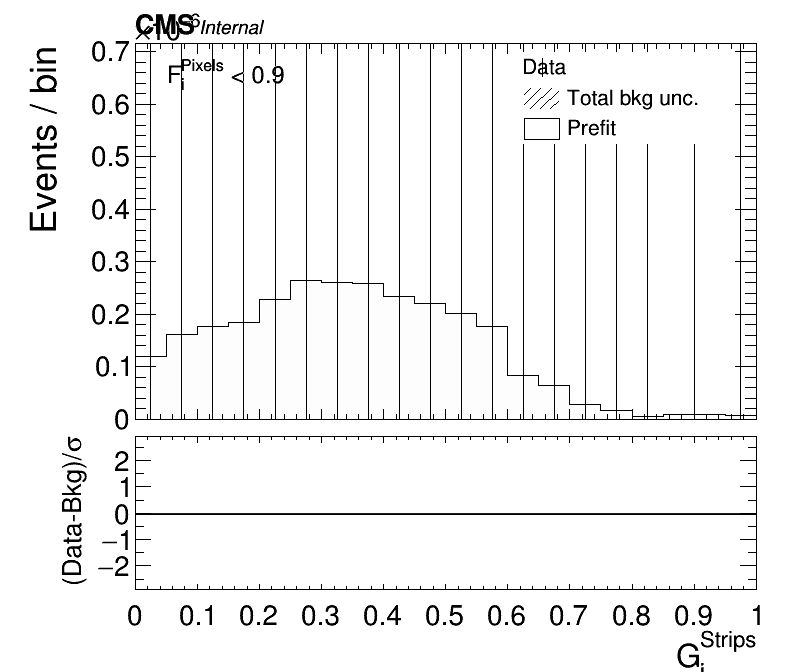 CMS Internal
×10^-6
Events / bin
F_i^Pixels < 0.9
Data
Total bkg unc.
Prefit
0.7
0.6
0.5
0.4
0.3
0.2
0.1
0
(Data-Bkg)/σ
2
1
0
−1
−2
0 0.1 0.2 0.3 0.4 0.5 0.6 0.7 0.8 0.9 1
G_i^Strips